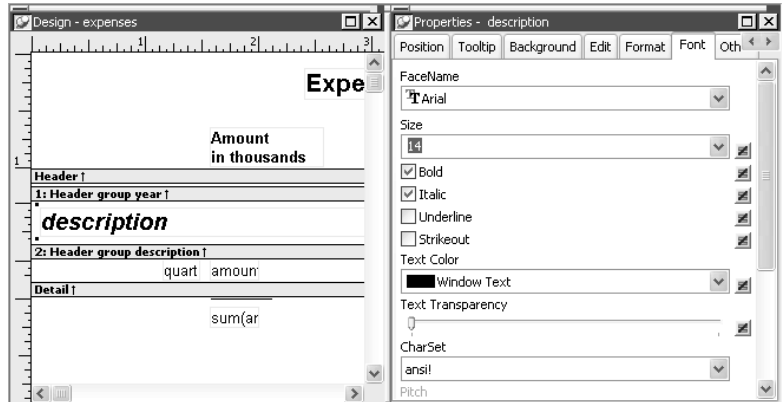 Design - expenses
1 2 3
Expe
Amount
in thousands
1
Header ↑
1: Header group year ↑
description
2: Header group description ↑
quart amoun
Detail ↑
sum(ar
Properties - description
Position Tooltip Background Edit Format Font Oth
FaceName
Arial
Size
14
Bold
Italic
Underline
Strikeout
Text Color
Window Text
Text Transparency
CharSet
ansi!
Pitch